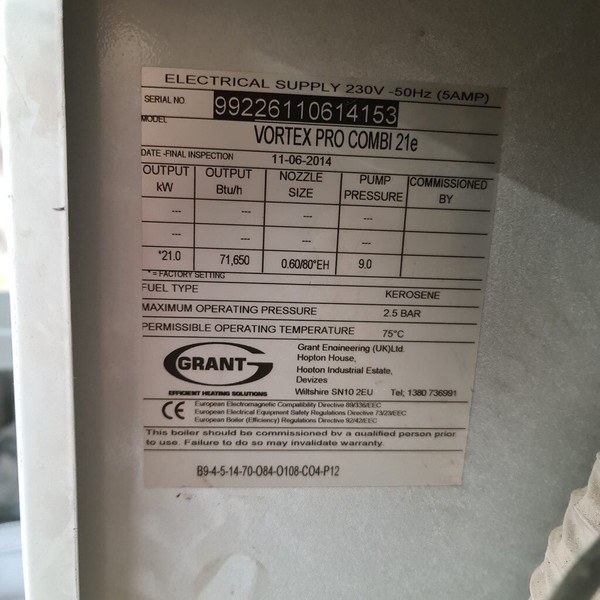 ELECTRICAL SUPPLY 230V -50Hz (5AMP)
SERIAL NO. 99226110614153
MODEL VORTEX PRO COMBI 21e
DATE -FINAL INSPECTION 11-06-2014
OUTPUT kW OUTPUT Btu/h NOZZLE SIZE PUMP PRESSURE COMMISSIONED BY
--- --- --- ---
--- --- --- ---
*21.0 71,650 0.60/80°EH 9.0
* = FACTORY SETTING
FUEL TYPE KEROSENE
MAXIMUM OPERATING PRESSURE 2.5 BAR
PERMISSIBLE OPERATING TEMPERATURE 75°C
GRANT
EFFICIENT HEATING SOLUTIONS
Grant Engineering (UK)Ltd.
Hopton House,
Hopton Industrial Estate,
Devizes
Wiltshire SN10 2EU Tel; 1380 736991
CE
European Electromagnetic Compatibility Directive 89/336/EEC
European Electrical Equipment Safety Regulations Directive 73/23/EEC
European Boiler (Efficiency) Regulations Directive 92/42/EEC
This boiler should be commissioned by a qualified person prior
to use. Failure to do so may invalidate warranty.
B9-4-5-14-70-O84-O108-CO4-P12